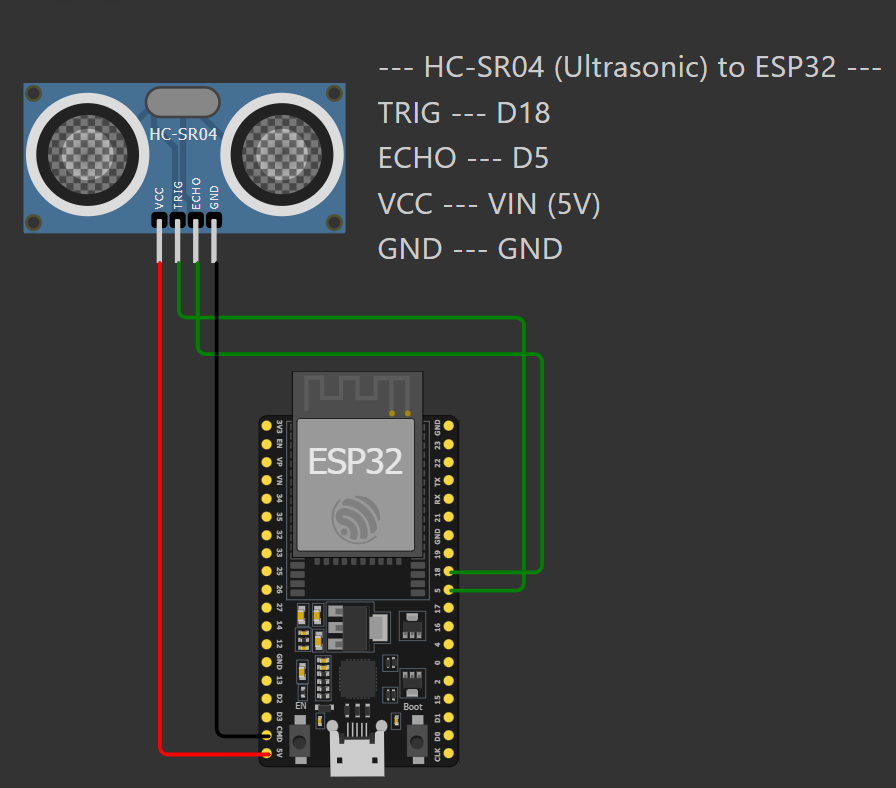 --- HC-SR04 (Ultrasonic) to ESP32 ---
TRIG --- D18
ECHO --- D5
VCC --- VIN (5V)
GND --- GND
HC-SR04
VCC
TRIG
ECHO
GND
ESP32
3V3
EN
VP
VN
34
35
32
33
25
26
27
14
12
GND
13
D2
D3
CMD
5V
GND
23
22
TX
RX
21
GND
19
18
5
17
16
4
0
2
15
D1
D0
CLK
EN
Boot